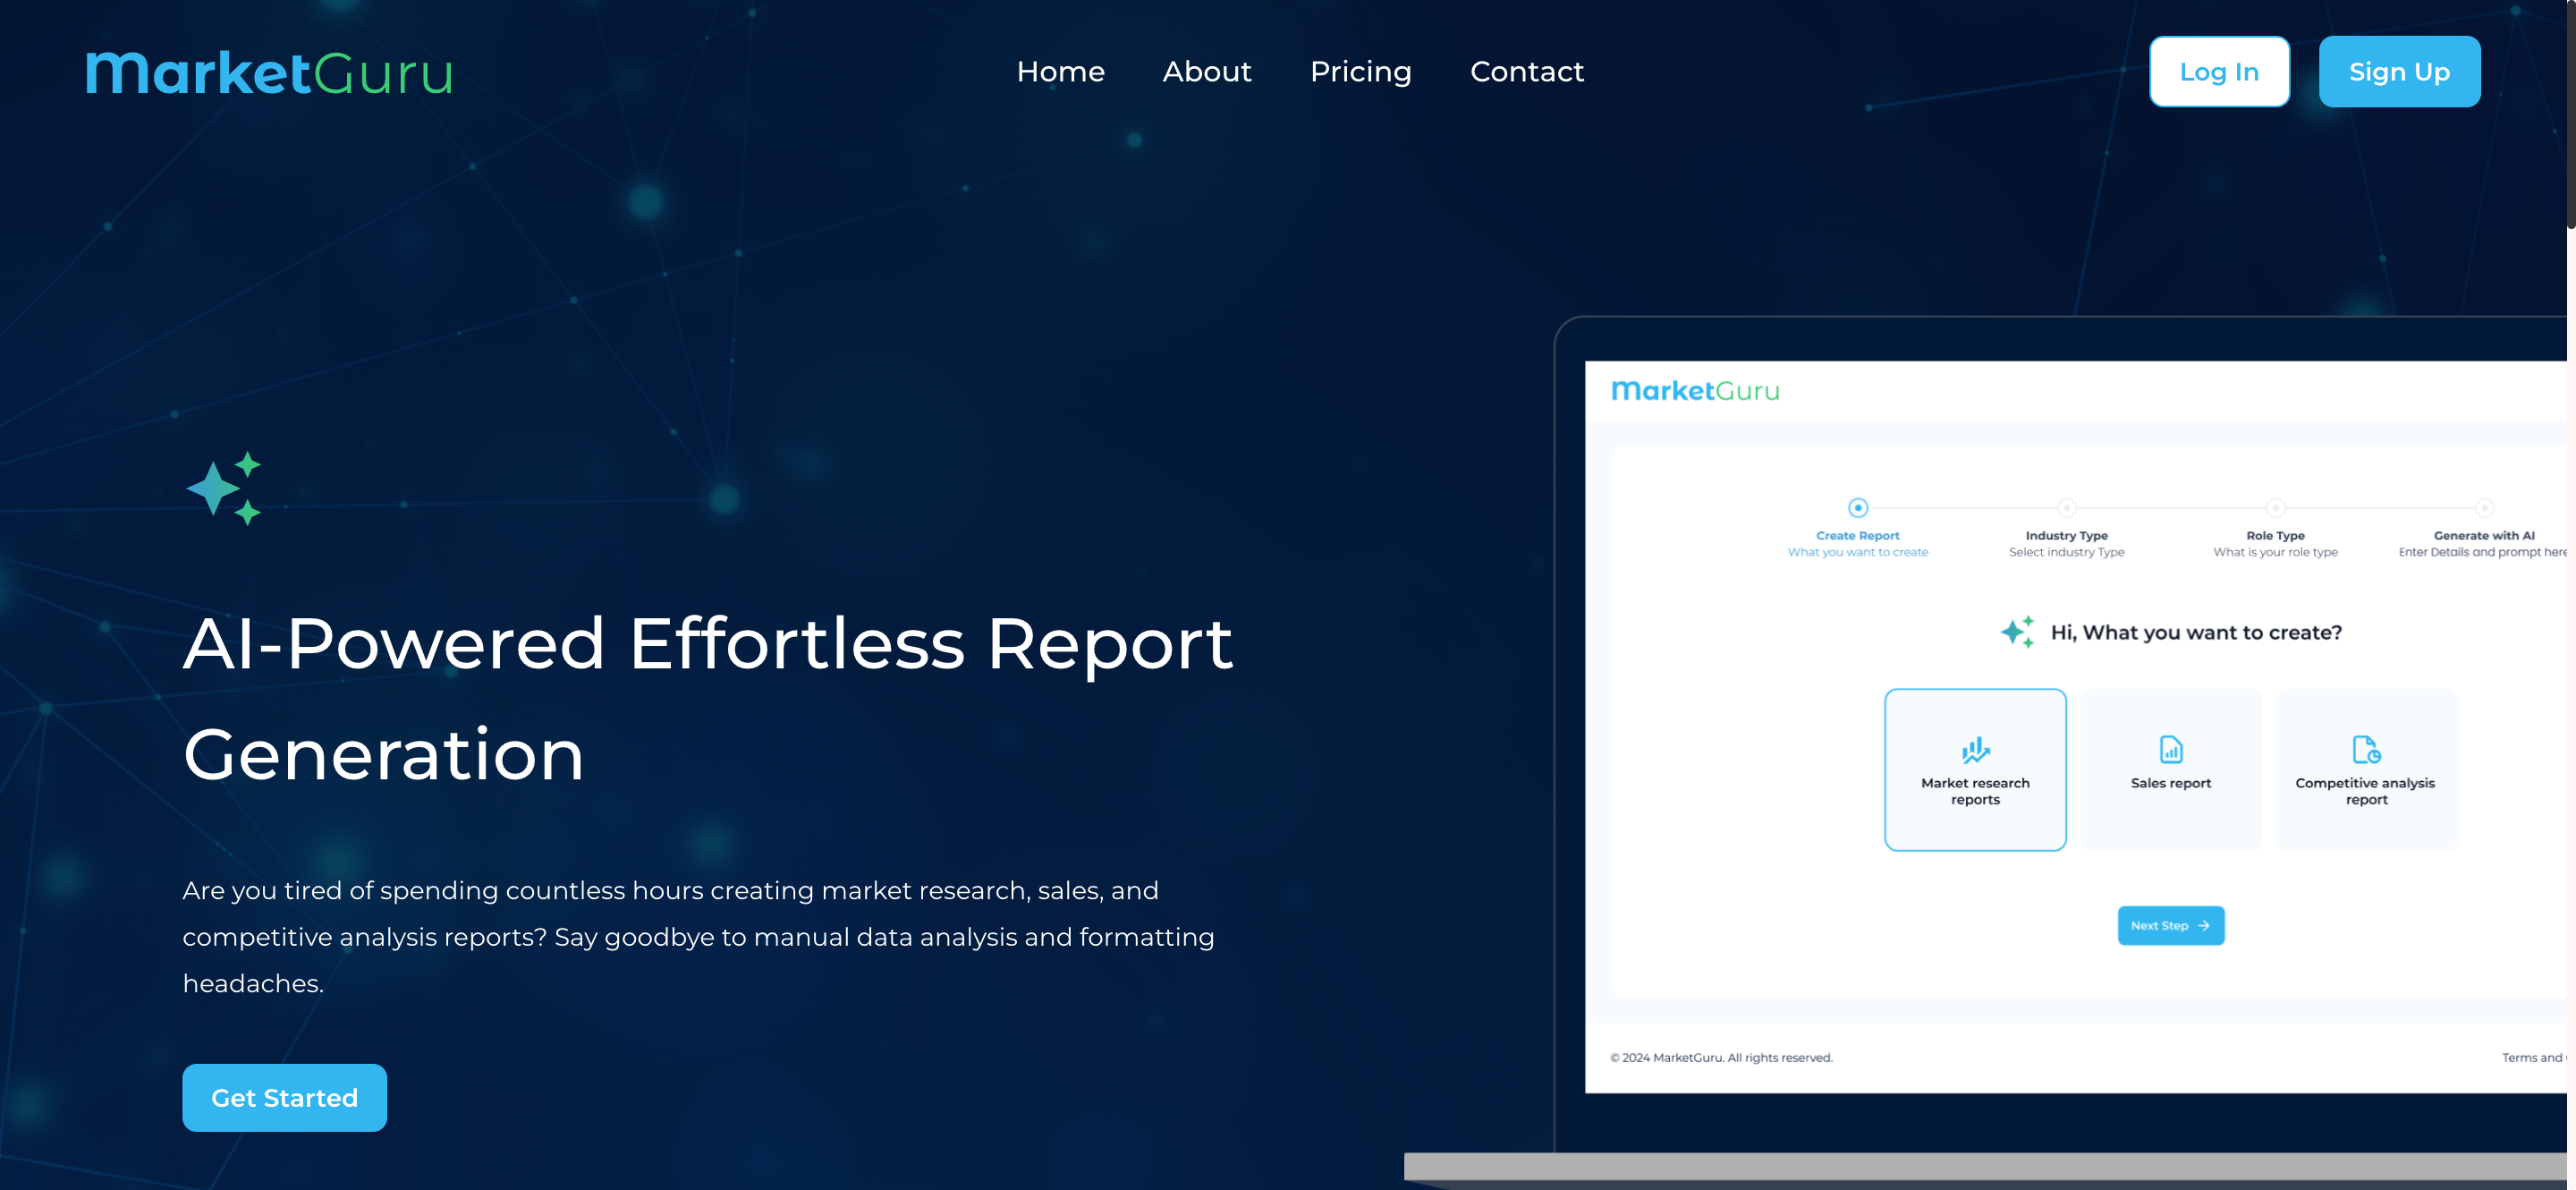 MarketGuru
Home
About
Pricing
Contact
Log In
Sign Up
AI-Powered Effortless Report
Generation
Are you tired of spending countless hours creating market research, sales, and
competitive analysis reports? Say goodbye to manual data analysis and formatting
headaches.
Get Started
MarketGuru
Create Report
What you want to create
Industry Type
Select industry Type
Role Type
What is your role type
Generate with AI
Enter Details and prompt here
Hi, What you want to create?
Market research
reports
Sales report
Competitive analysis
report
Next Step
© 2024 MarketGuru. All rights reserved.
Terms and